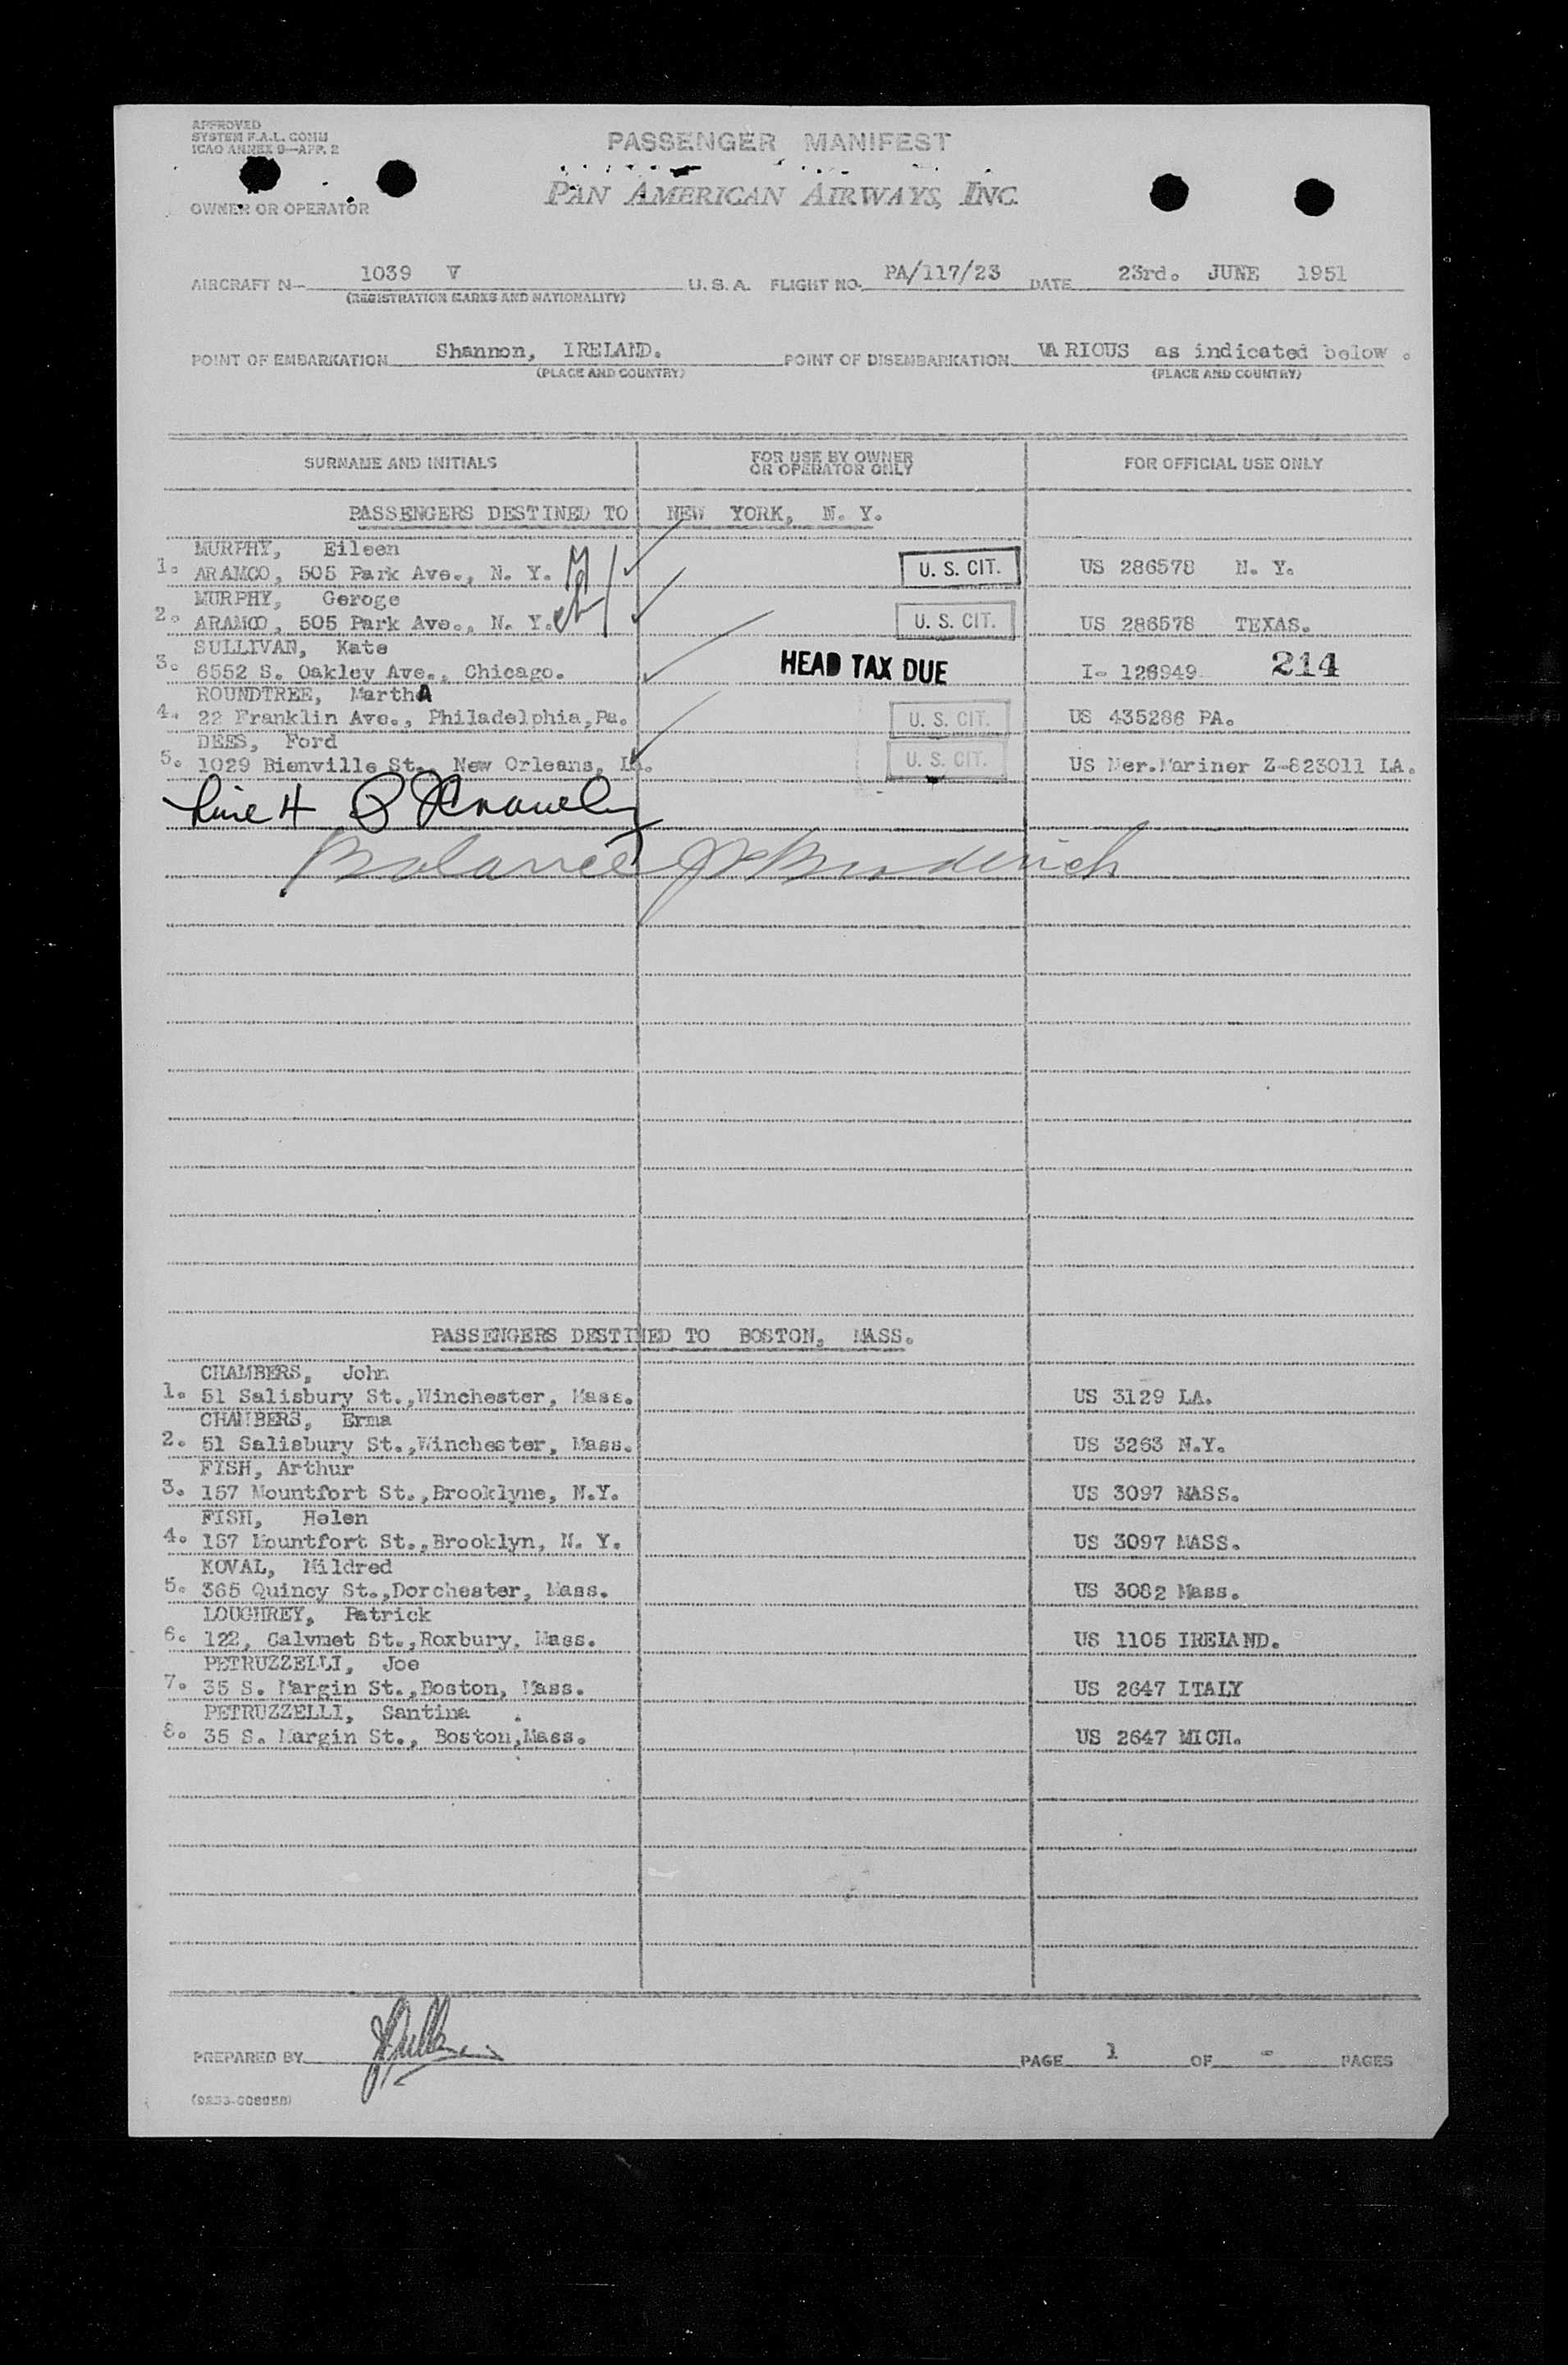 APPROVED
SYSTEM F.A.L. COMM
ICAO ANNEX 9—APP. 2
PASSENGER MANIFEST
OWNER OR OPERATOR
PAN AMERICAN AIRWAYS, INC.
AIRCRAFT N- 1039 V U. S. A. FLIGHT NO. PA/117/23 DATE 23rd. JUNE 1951
(REGISTRATION MARKS AND NATIONALITY)
POINT OF EMBARKATION Shannon, IRELAND. POINT OF DISEMBARKATION VARIOUS as indicated below .
(PLACE AND COUNTRY) (PLACE AND COUNTRY)
SURNAME AND INITIALS FOR USE BY OWNER OR OPERATOR ONLY FOR OFFICIAL USE ONLY
PASSENGERS DESTINED TO NEW YORK, N. Y.
MURPHY, Eileen
1. ARAMCO, 505 Park Ave., N. Y. U. S. CIT. US 286578 N. Y.
MURPHY, Geroge
2. ARAMCO, 505 Park Ave., N. Y. U. S. CIT. US 286578 TEXAS.
SULLIVAN, Kate
3. 6552 S. Oakley Ave., Chicago. HEAD TAX DUE I- 126949 214
ROUNDTREE, MarthA
4. 22 Franklin Ave., Philadelphia,Pa. U. S. CIT. US 435286 PA.
DEES, Ford
5. 1029 Bienville St., New Orleans, La. U. S. CIT. US Mer.Mariner Z-823011 LA.
Line 4
Balance
PASSENGERS DESTINED TO BOSTON, MASS.
CHAMBERS, John
1. 51 Salisbury St.,Winchester, Mass. US 3129 LA.
CHAMBERS, Erma
2. 51 Salisbury St.,Winchester, Mass. US 3263 N.Y.
FISH, Arthur
3. 157 Mountfort St.,Brooklyne, N.Y. US 3097 MASS.
FISH, Helen
4. 157 Mountfort St.,Brooklyn, N. Y. US 3097 MASS.
KOVAL, Mildred
5. 365 Quincy St.,Dorchester, Mass. US 3082 Mass.
LOUGHREY, Patrick
6. 122, Calvmet St.,Roxbury, Mass. US 1105 IRELAND.
PETRUZZELLI, Joe
7. 35 S. Margin St.,Boston, Mass. US 2647 ITALY
PETRUZZELLI, Santina
8. 35 S. Margin St., Boston,Mass. US 2647 MICH.
PREPARED BY PAGE 1 OF - PAGES